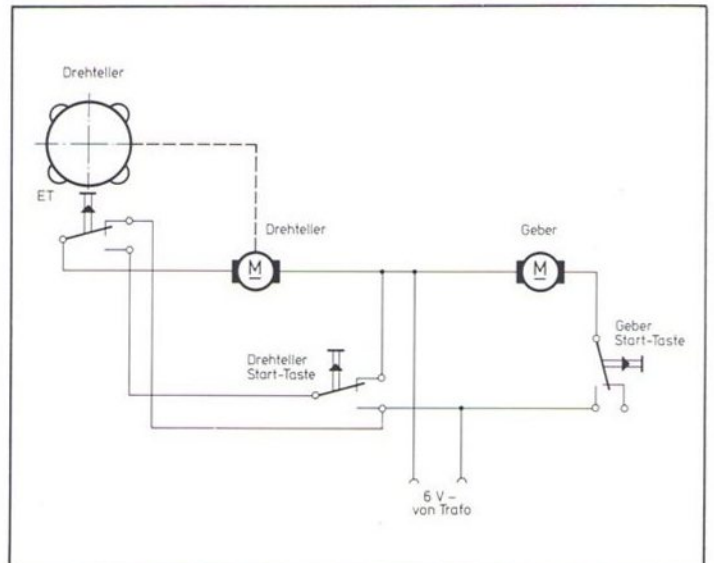 Drehteller
ET
Drehteller
Geber
M
M
Geber
Start-Taste
Drehteller
Start-Taste
6 V –
von Trafo